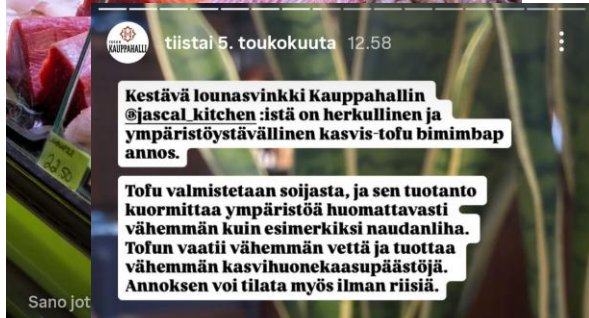 KAUPPAHALLI
tiistai 5. toukokuuta 12.58
Kestävä lounasvinkki Kauppahallin
@jascal_kitchen :istä on herkullinen ja
ympäristöystävällinen kasvis-tofu bimimbap
annos.
Tofu valmistetaan soijasta, ja sen tuotanto
kuormittaa ympäristöä huomattavasti
vähemmän kuin esimerkiksi naudanliha.
Tofun vaatii vähemmän vettä ja tuottaa
vähemmän kasvihuonekaasupäästöjä.
Annoksen voi tilata myös ilman riisiä.
22.50
Sano jot